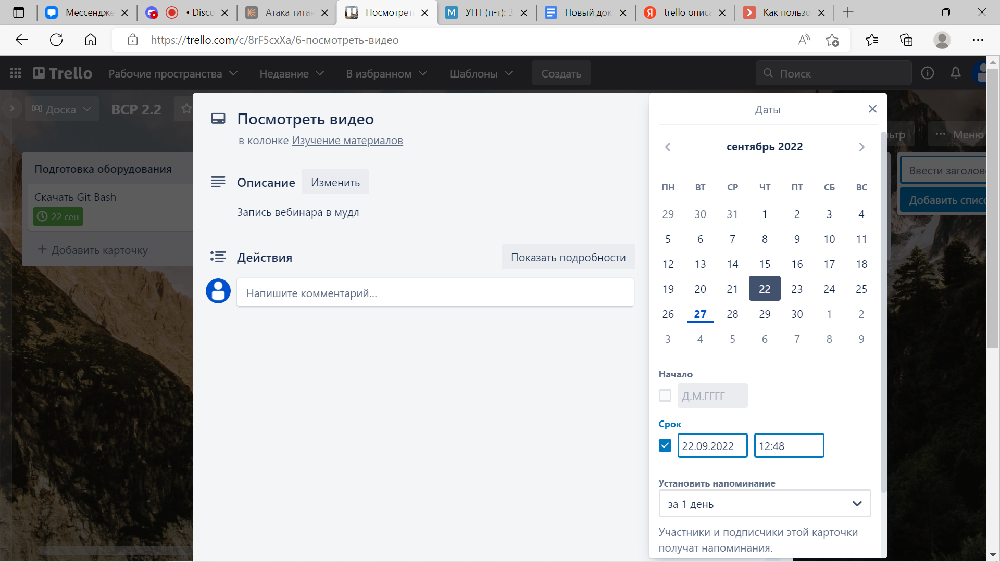 Мессендже
• Disco
Атака титан
Посмотреть
УПТ (п-т): З
Новый док
trello описа
Как пользо
https://trello.com/c/8rF5cxXa/6-посмотреть-видео
Trello
Рабочие пространства
Недавние
В избранном
Шаблоны
Создать
Поиск
Доска
ВСР 2.2
льтр
Меню
Подготовка оборудования
Скачать Git Bash
22 сен
Добавить карточку
Посмотреть видео
в колонке Изучение материалов
Описание
Изменить
Запись вебинара в мудл
Действия
Показать подробности
Напишите комментарий…
Даты
сентябрь 2022
ПН ВТ СР ЧТ ПТ СБ ВС
29 30 31 1 2 3 4
5 6 7 8 9 10 11
12 13 14 15 16 17 18
19 20 21 22 23 24 25
26 27 28 29 30 1 2
3 4 5 6 7 8 9
Начало
Д.М.ГГГГ
Срок
22.09.2022 12:48
Установить напоминание
за 1 день
Участники и подписчики этой карточки
получат напоминания.
Ввести заголово
Добавить списо